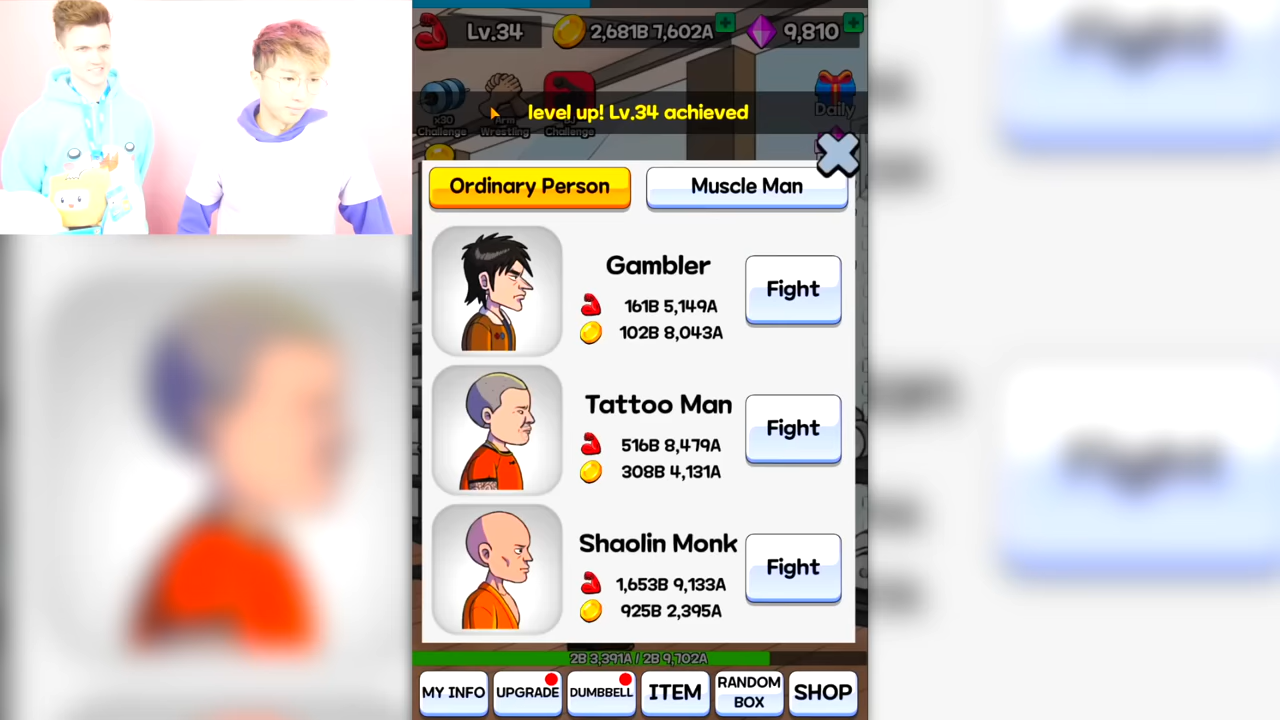 Lv.34
2,681B 7,602A
9,810
level up! Lv.34 achieved
x30
Challenge
Arm
Wrestling
Challenge
Daily
Ordinary Person
Muscle Man
Gambler
161B 5,149A
102B 8,043A
Fight
Tattoo Man
516B 8,479A
308B 4,131A
Fight
Shaolin Monk
1,653B 9,133A
925B 2,395A
Fight
2B 3,391A / 2B 9,702A
MY INFO
UPGRADE
DUMBBELL
ITEM
RANDOM
BOX
SHOP